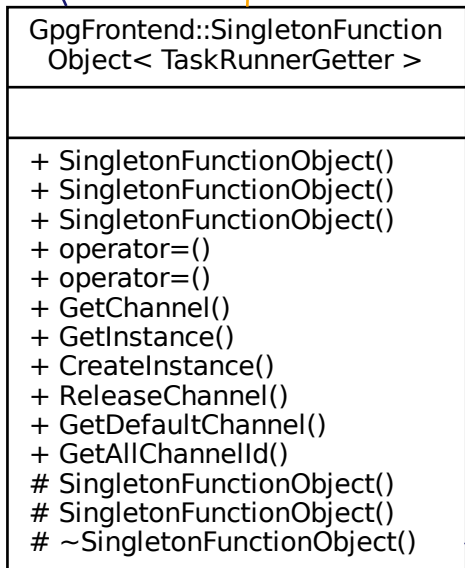 GpgFrontend::SingletonFunction
Object< TaskRunnerGetter >
+ SingletonFunctionObject()
+ SingletonFunctionObject()
+ SingletonFunctionObject()
+ operator=()
+ operator=()
+ GetChannel()
+ GetInstance()
+ CreateInstance()
+ ReleaseChannel()
+ GetDefaultChannel()
+ GetAllChannelId()
# SingletonFunctionObject()
# SingletonFunctionObject()
# ~SingletonFunctionObject()